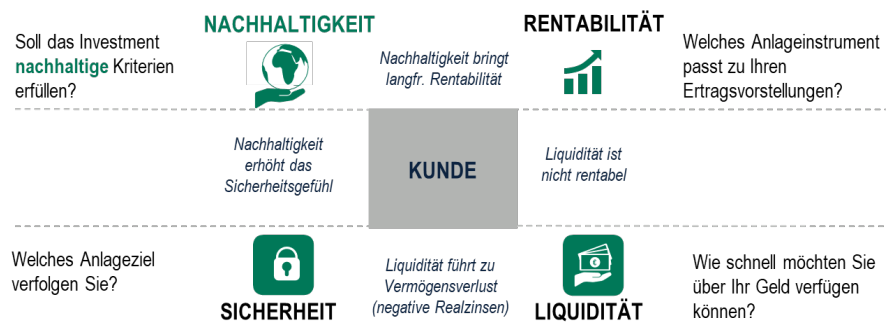 NACHHALTIGKEIT
RENTABILITÄT
Soll das Investment
nachhaltige Kriterien
erfüllen?
Nachhaltigkeit bringt
langfr. Rentabilität
Welches Anlageinstrument
passt zu Ihren
Ertragsvorstellungen?
Nachhaltigkeit
erhöht das
Sicherheitsgefühl
KUNDE
Liquidität ist
nicht rentabel
Welches Anlageziel
verfolgen Sie?
SICHERHEIT
Liquidität führt zu
Vermögensverlust
(negative Realzinsen)
€
LIQUIDITÄT
Wie schnell möchten Sie
über Ihr Geld verfügen
können?